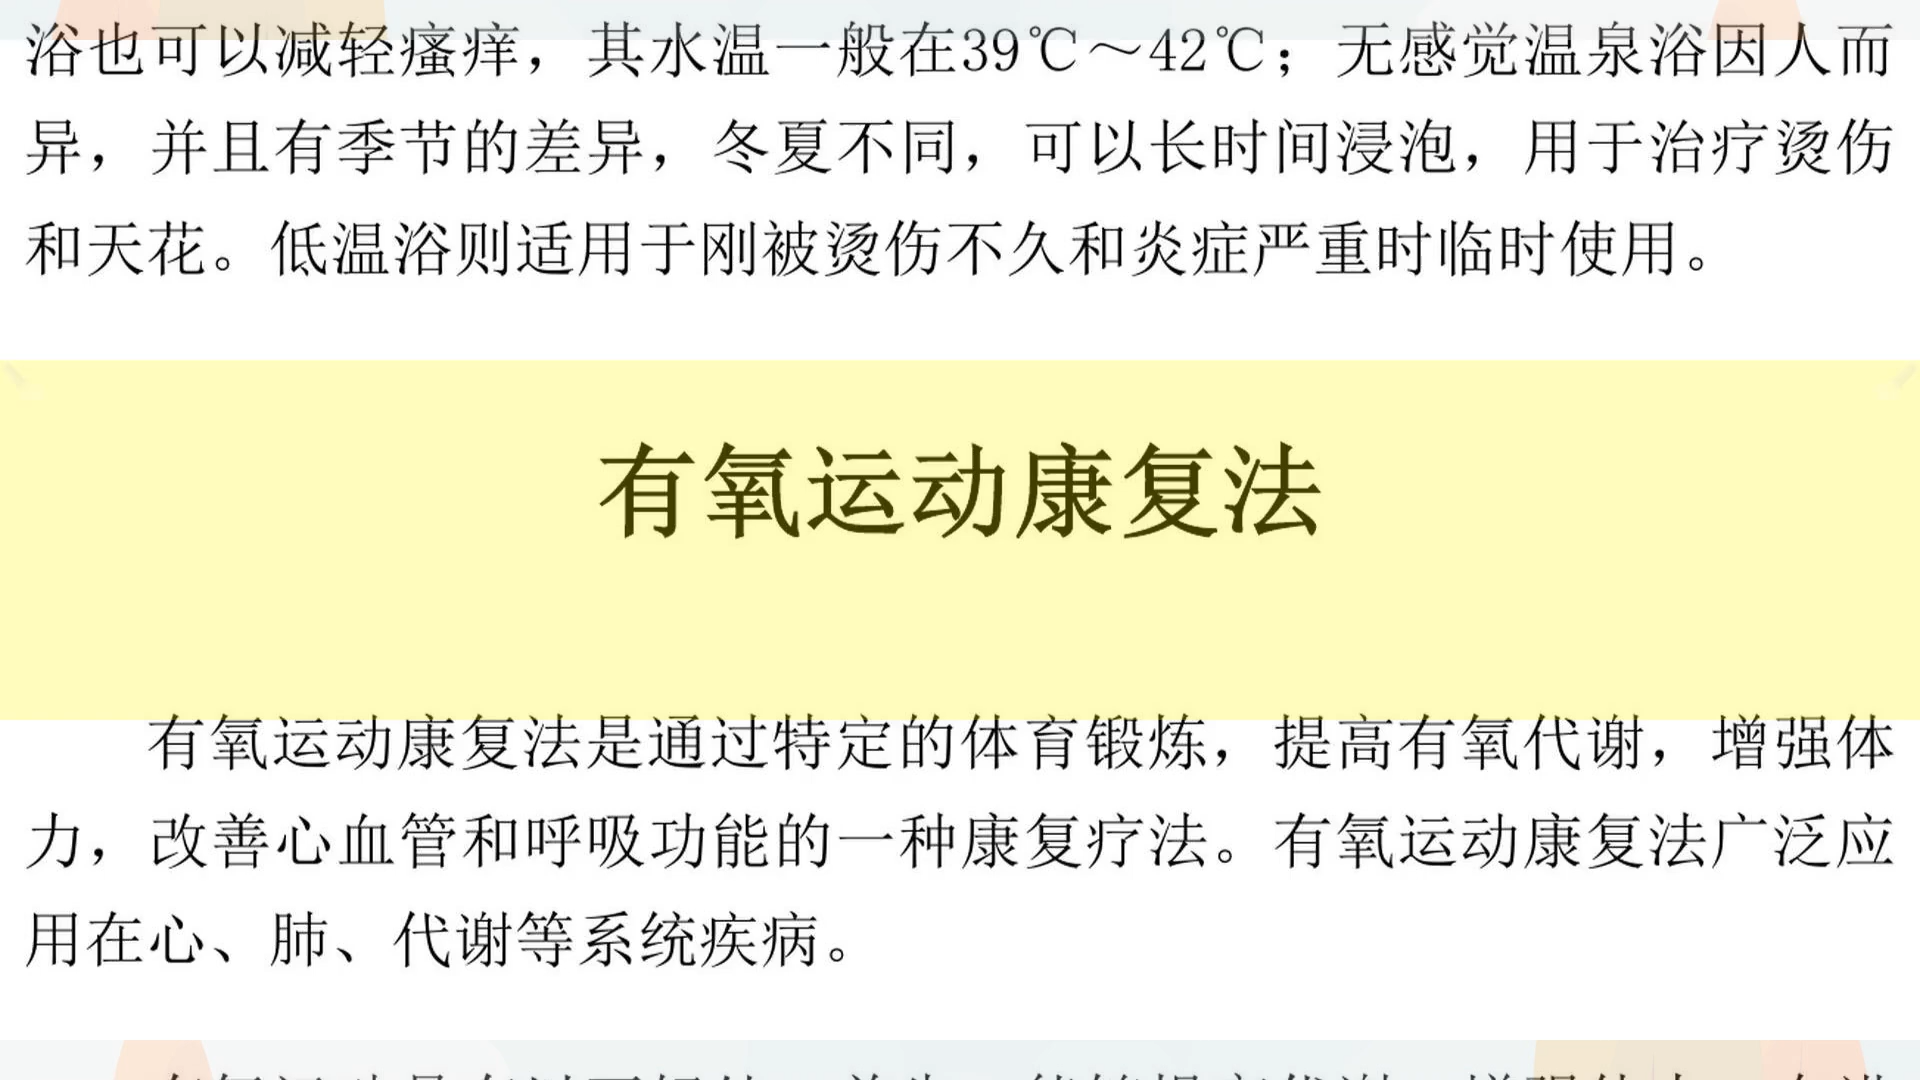 浴也可以减轻瘙痒，其水温一般在39℃～42℃；无感觉温泉浴因人而
异，并且有季节的差异，冬夏不同，可以长时间浸泡，用于治疗烫伤
和天花。低温浴则适用于刚被烫伤不久和炎症严重时临时使用。
有氧运动康复法
有氧运动康复法是通过特定的体育锻炼，提高有氧代谢，增强体
力，改善心血管和呼吸功能的一种康复疗法。有氧运动康复法广泛应
用在心、肺、代谢等系统疾病。